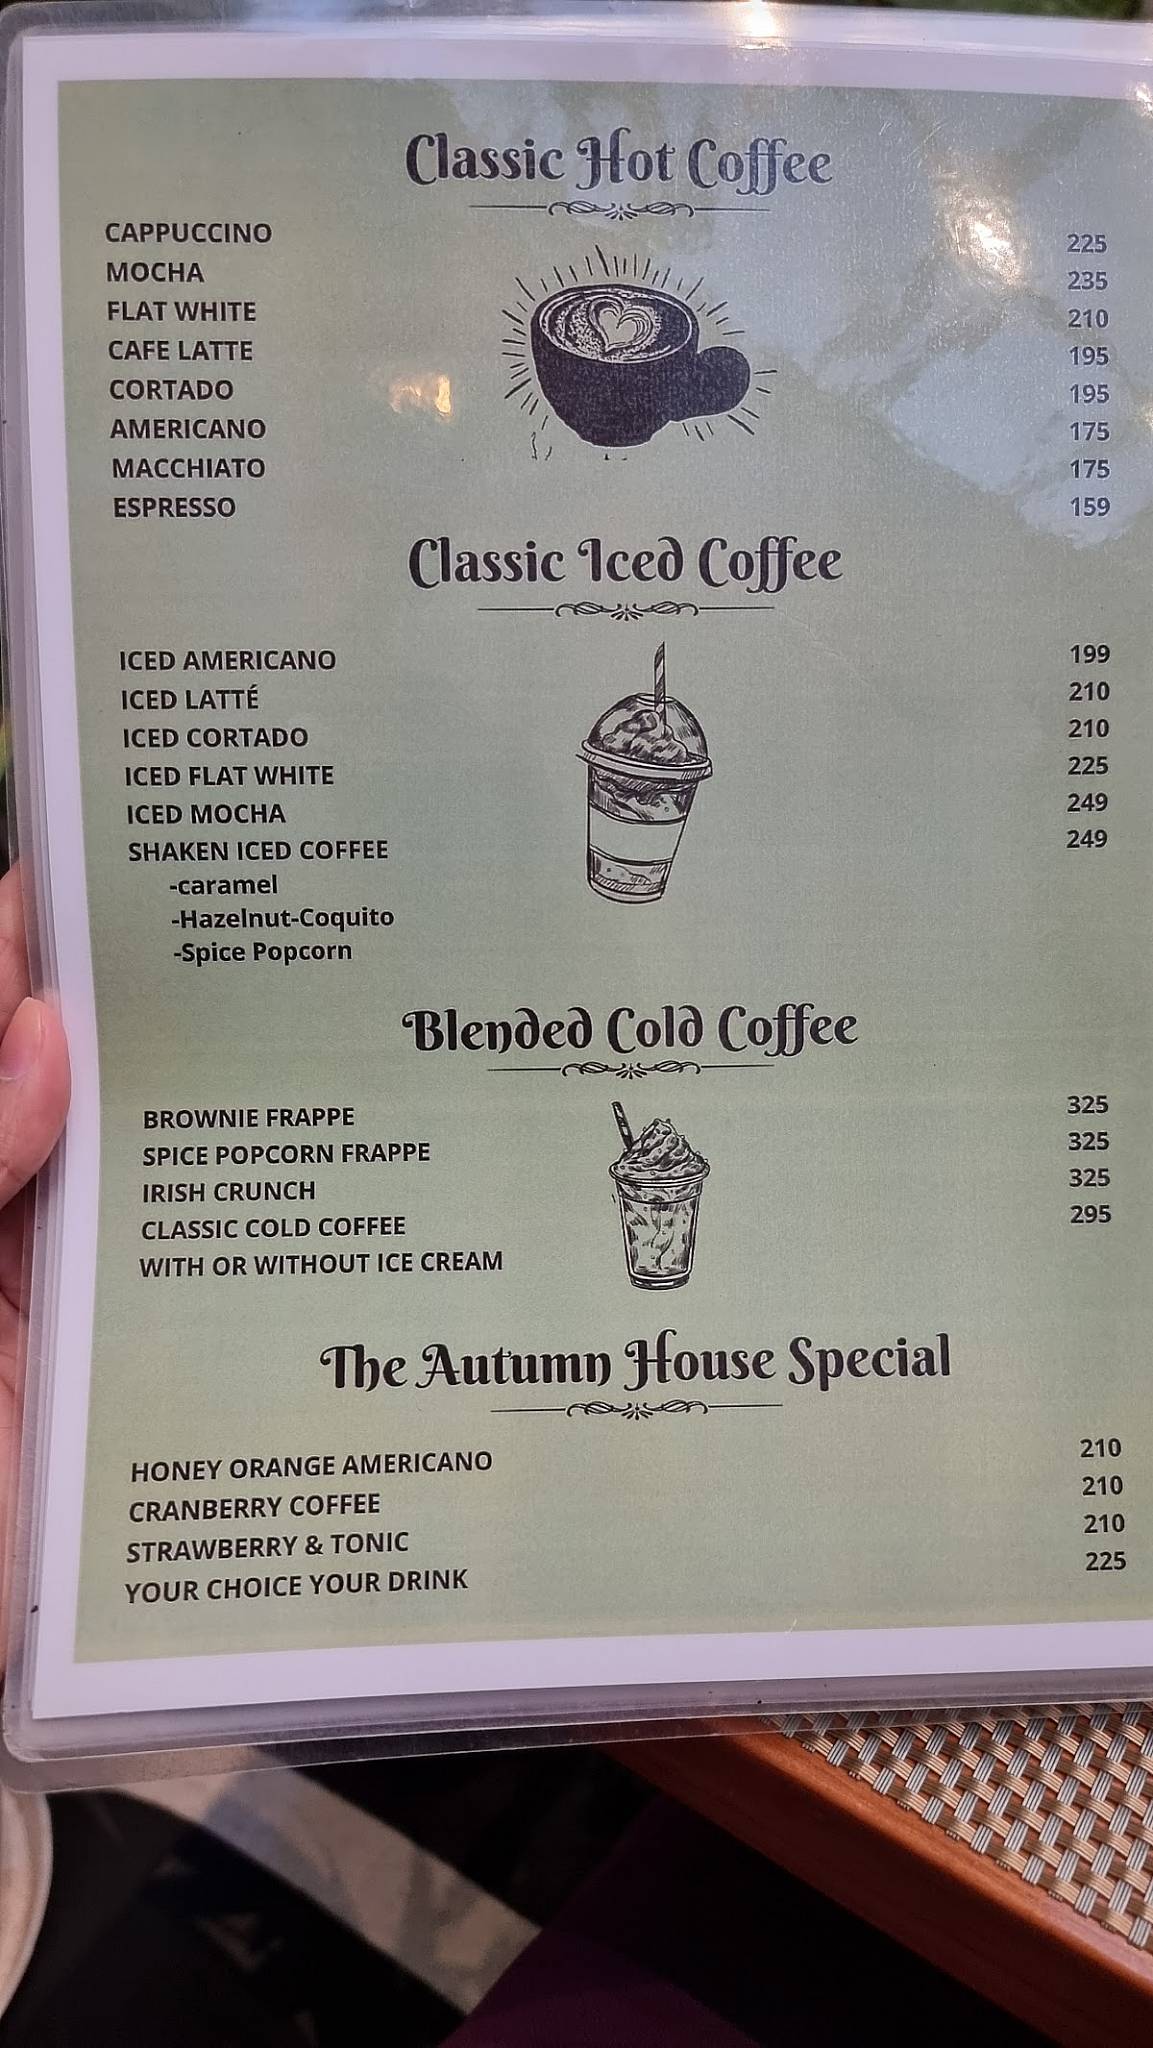 Classic Hot Coffee
CAPPUCCINO 225
MOCHA 235
FLAT WHITE 210
CAFE LATTE 195
CORTADO 195
AMERICANO 175
MACCHIATO 175
ESPRESSO 159
Classic Iced Coffee
ICED AMERICANO 199
ICED LATTÉ 210
ICED CORTADO 210
ICED FLAT WHITE 225
ICED MOCHA 249
SHAKEN ICED COFFEE 249
-caramel
-Hazelnut-Coquito
-Spice Popcorn
Blended Cold Coffee
BROWNIE FRAPPE 325
SPICE POPCORN FRAPPE 325
IRISH CRUNCH 325
CLASSIC COLD COFFEE 295
WITH OR WITHOUT ICE CREAM
The Autumn House Special
HONEY ORANGE AMERICANO 210
CRANBERRY COFFEE 210
STRAWBERRY & TONIC 210
YOUR CHOICE YOUR DRINK 225